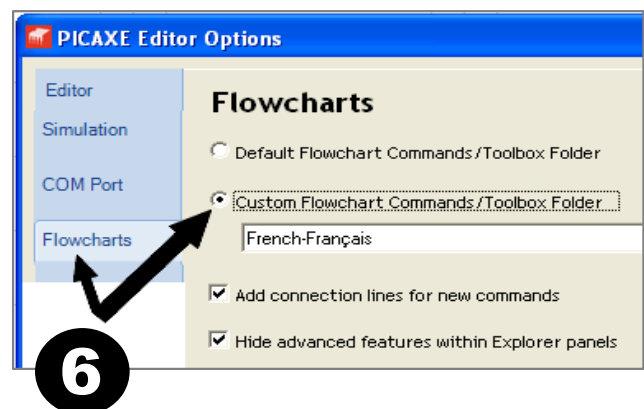 PICAXE Editor Options
Editor
Simulation
COM Port
Flowcharts
Flowcharts
Default Flowchart Commands/Toolbox Folder
Custom Flowchart Commands/Toolbox Folder
French-Français
Add connection lines for new commands
Hide advanced features within Explorer panels
6